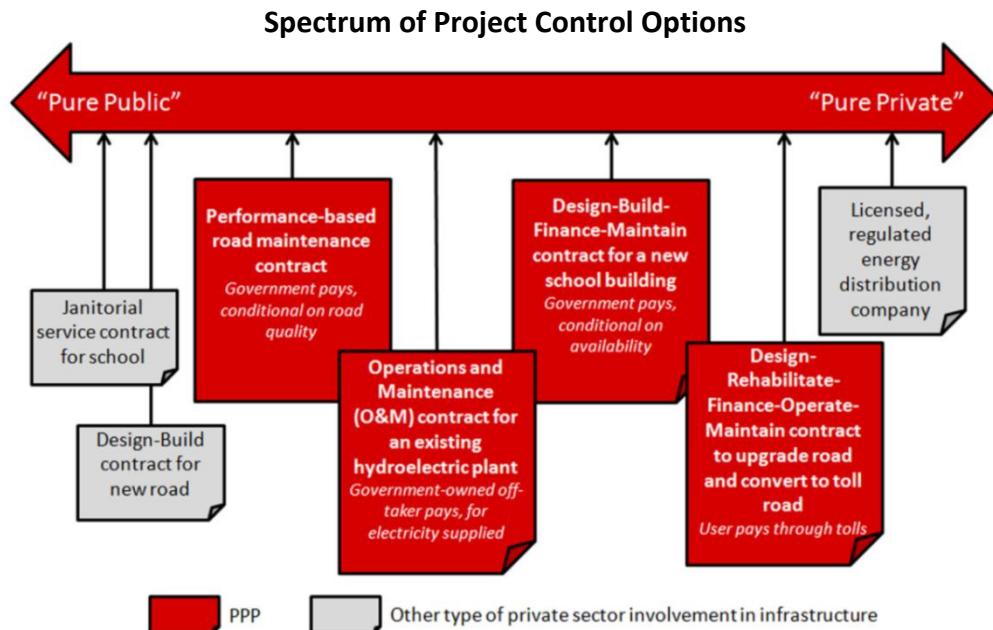 Spectrum of Project Control Options
“Pure Public”
“Pure Private”
Janitorial
service contract
for school
Design-Build
contract for
new road
Performance-based
road maintenance
contract
Government pays,
conditional on road
quality
Operations and
Maintenance
(O&M) contract for
an existing
hydroelectric plant
Government-owned off-
taker pays, for
electricity supplied
Design-Build-
Finance-Maintain
contract for a new
school building
Government pays,
conditional on
availability
Design-
Rehabilitate-
Finance-Operate-
Maintain contract
to upgrade road
and convert to toll
road
User pays through tolls
Licensed,
regulated
energy
distribution
company
PPP
Other type of private sector involvement in infrastructure